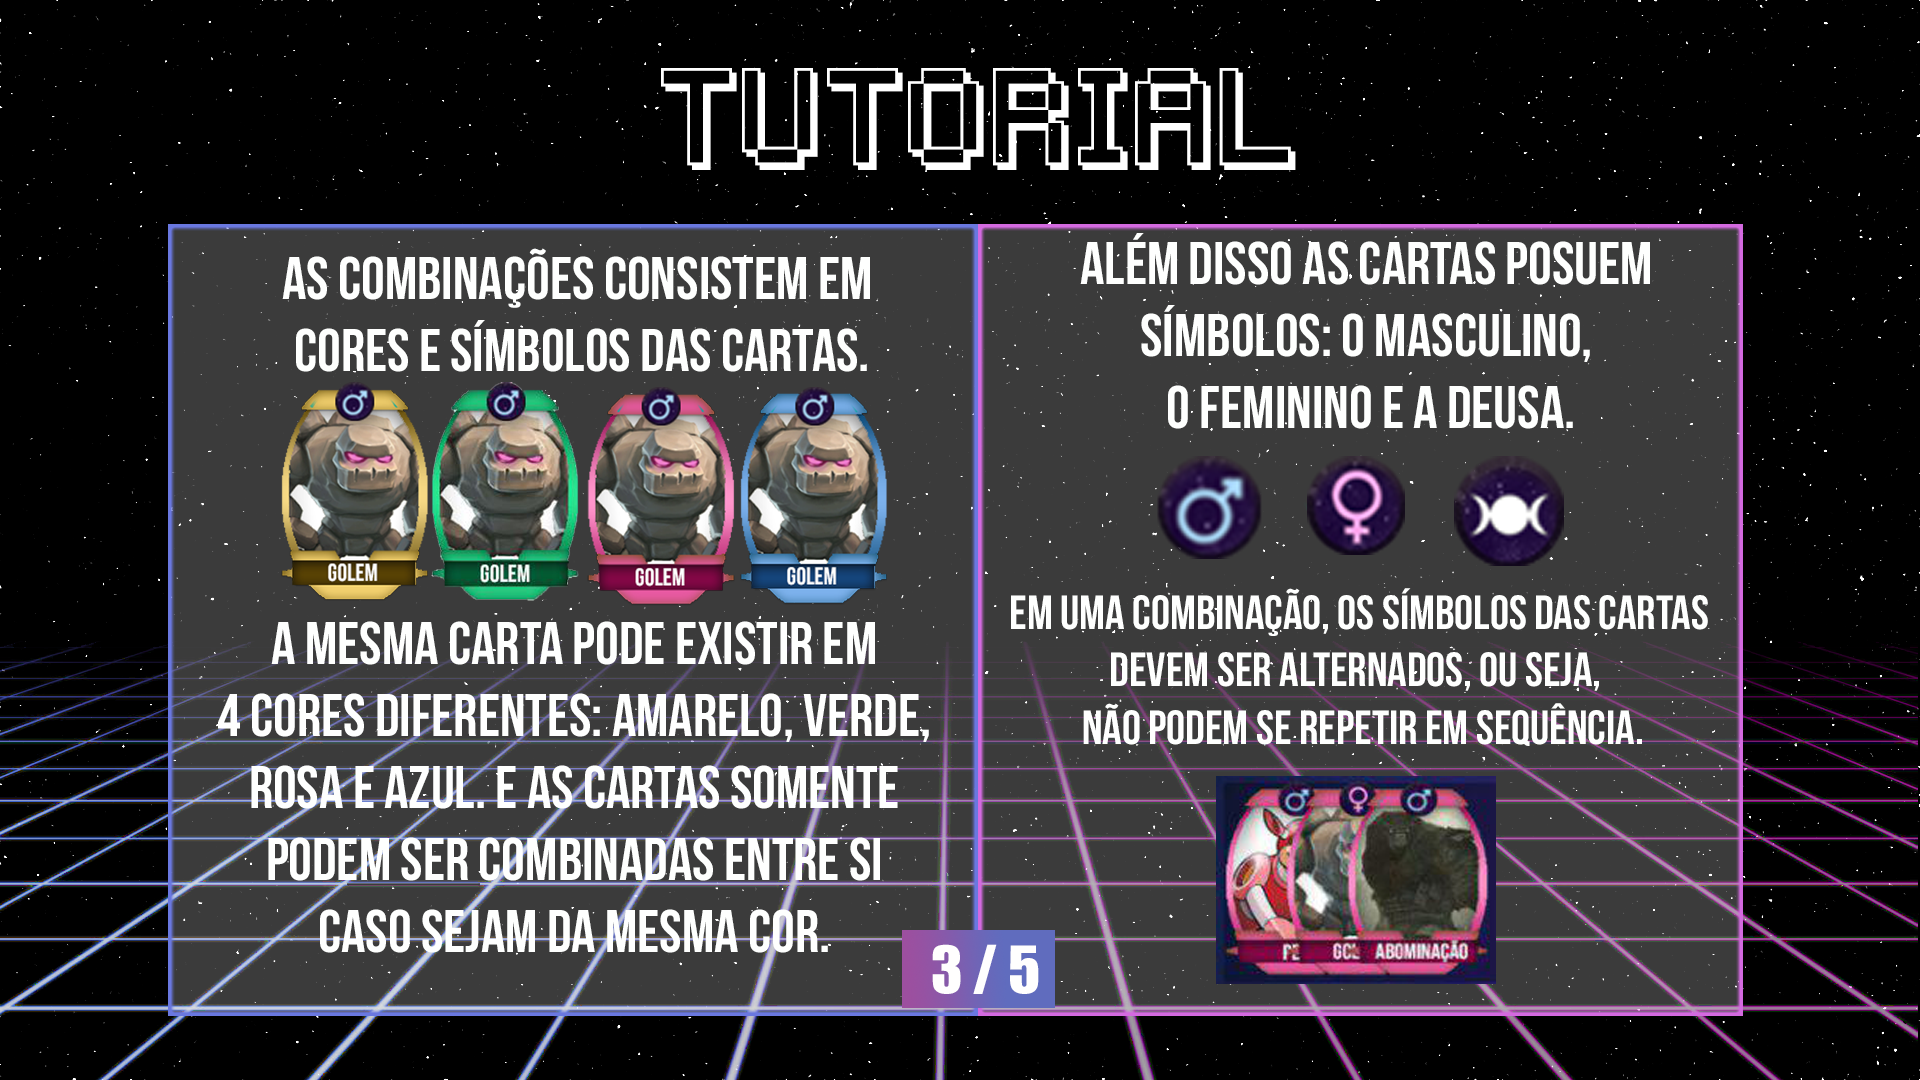 TUTORIAL
AS COMBINAÇÕES CONSISTEM EM
CORES E SÍMBOLOS DAS CARTAS.
GOLEM GOLEM GOLEM GOLEM
A MESMA CARTA PODE EXISTIR EM
4 CORES DIFERENTES: AMARELO, VERDE,
ROSA E AZUL. E AS CARTAS SOMENTE
PODEM SER COMBINADAS ENTRE SI
CASO SEJAM DA MESMA COR.
ALÉM DISSO AS CARTAS POSUEM
SÍMBOLOS: O MASCULINO,
O FEMININO E A DEUSA.
EM UMA COMBINAÇÃO, OS SÍMBOLOS DAS CARTAS
DEVEM SER ALTERNADOS, OU SEJA,
NÃO PODEM SE REPETIR EM SEQUÊNCIA.
ABOMINAÇÃO
3 / 5